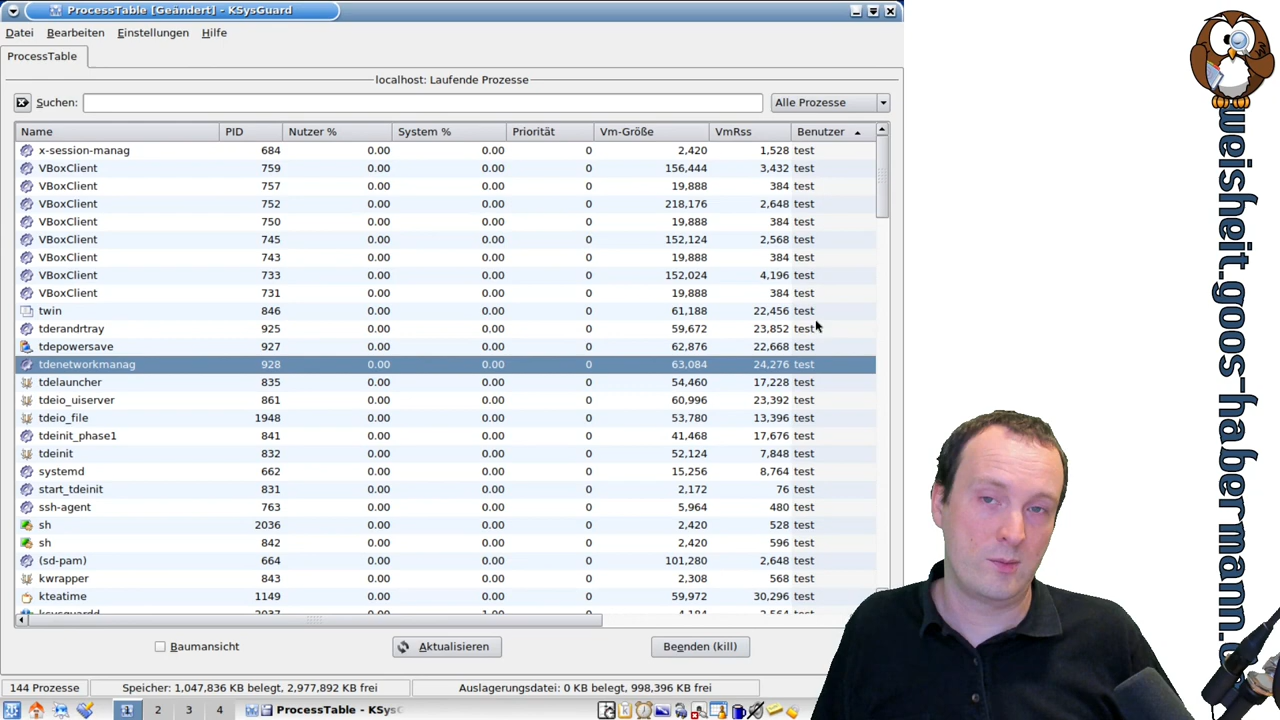 ProcessTable [Geändert] - KSysGuard
Datei Bearbeiten Einstellungen Hilfe
ProcessTable
localhost: Laufende Prozesse
Suchen: Alle Prozesse
Name PID Nutzer % System % Priorität Vm-Größe VmRss Benutzer
x-session-manag 684 0.00 0.00 0 2,420 1,528 test
VBoxClient 759 0.00 0.00 0 156,444 3,432 test
VBoxClient 757 0.00 0.00 0 19,888 384 test
VBoxClient 752 0.00 0.00 0 218,176 2,648 test
VBoxClient 750 0.00 0.00 0 19,888 384 test
VBoxClient 745 0.00 0.00 0 152,124 2,568 test
VBoxClient 743 0.00 0.00 0 19,888 384 test
VBoxClient 733 0.00 0.00 0 152,024 4,196 test
VBoxClient 731 0.00 0.00 0 19,888 384 test
twin 846 0.00 0.00 0 61,188 22,456 test
tderandrtray 925 0.00 0.00 0 59,672 23,852 test
tdepowersave 927 0.00 0.00 0 62,876 22,668 test
tdenetworkmanag 928 0.00 0.00 0 63,084 24,276 test
tdelauncher 835 0.00 0.00 0 54,460 17,228 test
tdeio_uiserver 861 0.00 0.00 0 60,996 23,392 test
tdeio_file 1948 0.00 0.00 0 53,780 13,396 test
tdeinit_phase1 841 0.00 0.00 0 41,468 17,676 test
tdeinit 832 0.00 0.00 0 52,124 7,848 test
systemd 662 0.00 0.00 0 15,256 8,764 test
start_tdeinit 831 0.00 0.00 0 2,172 76 test
ssh-agent 763 0.00 0.00 0 5,964 480 test
sh 2036 0.00 0.00 0 2,420 528 test
sh 842 0.00 0.00 0 2,420 596 test
(sd-pam) 664 0.00 0.00 0 101,280 2,648 test
kwrapper 843 0.00 0.00 0 2,308 568 test
kteatime 1149 0.00 0.00 0 59,972 30,296 test
ksysguardd 2037 0.00 1.00 0 4,184 2,564 test
Baumansicht Aktualisieren Beenden (kill)
144 Prozesse Speicher: 1,047,836 KB belegt, 2,977,892 KB frei Auslagerungsdatei: 0 KB belegt, 998,396 KB frei
1 2 3 4 ProcessTable - KSysG
weisheit.goos-habermann.d